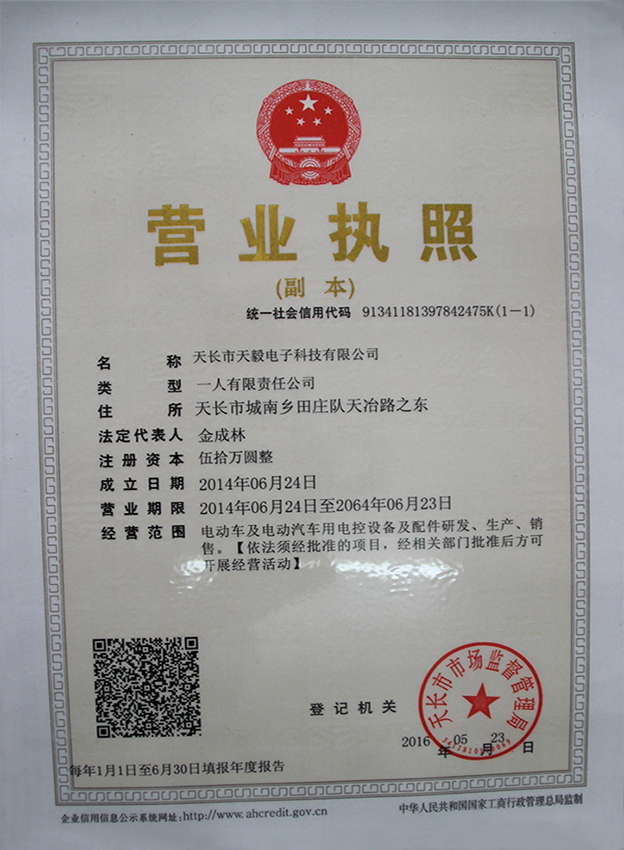 营业执照
(副 本)
统一社会信用代码 91341181397842475K(1-1)
名 称 天长市天毅电子科技有限公司
类 型 一人有限责任公司
住 所 天长市城南乡田庄队天冶路之东
法定代表人 金成林
注册资本 伍拾万圆整
成立日期 2014年06月24日
营业期限 2014年06月24日至2064年06月23日
经营范围 电动车及电动汽车用电控设备及配件研发、生产、销
售。【依法须经批准的项目，经相关部门批准后方可
开展经营活动】
天长市市场监督管理局
登记机关
2016年05月23日
每年1月1日至6月30日填报年度报告
企业信用信息公示系统网址:http://www.ahcredit.gov.cn
中华人民共和国国家工商行政管理总局监制